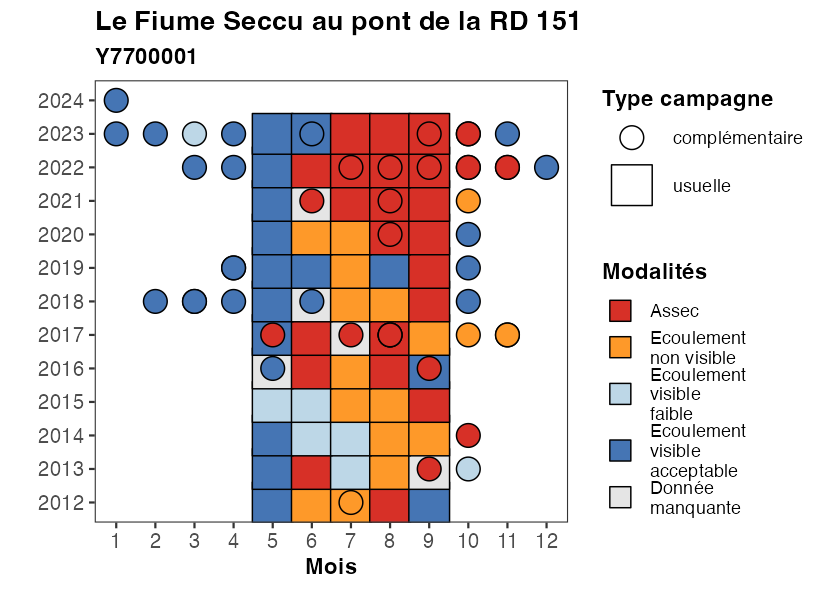 Le Fiume Seccu au pont de la RD 151
Y7700001
2024
2023
2022
2021
2020
2019
2018
2017
2016
2015
2014
2013
2012
1 2 3 4 5 6 7 8 9 10 11 12
Mois
Type campagne
complémentaire
usuelle
Modalités
Assec
Ecoulement
non visible
Ecoulement
visible
faible
Ecoulement
visible
acceptable
Donnée
manquante